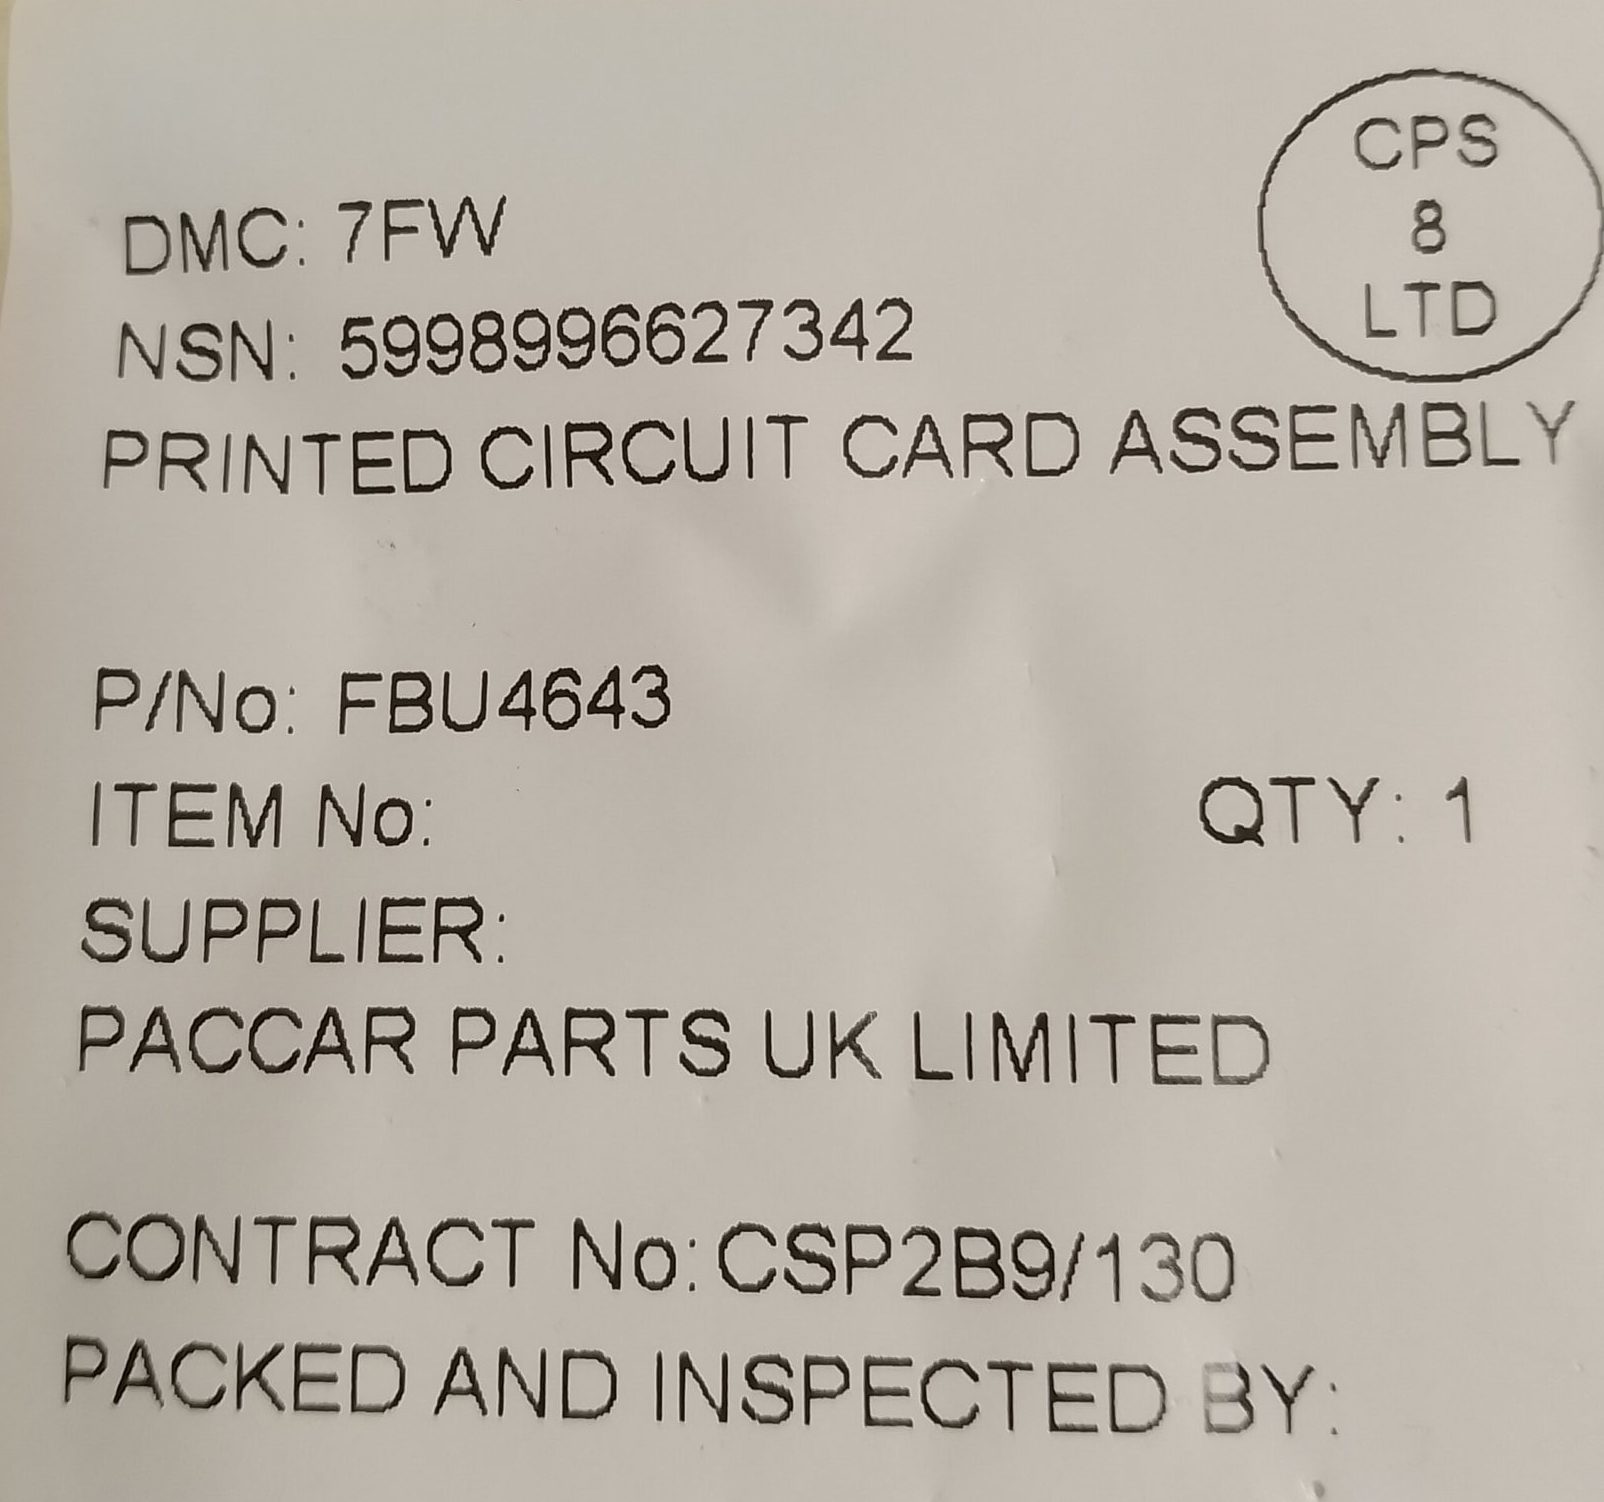 CPS
8
LTD
DMC: 7FW
NSN: 5998996627342
PRINTED CIRCUIT CARD ASSEMBLY
P/No: FBU4643
ITEM No:
QTY: 1
SUPPLIER:
PACCAR PARTS UK LIMITED
CONTRACT No: CSP2B9/130
PACKED AND INSPECTED BY: